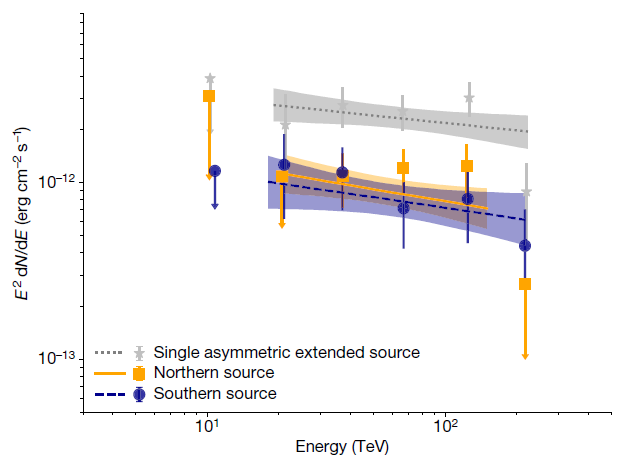 E² dN/dE (erg cm⁻² s⁻¹)
10⁻¹²
10⁻¹³
Single asymmetric extended source
Northern source
Southern source
10¹
10²
Energy (TeV)